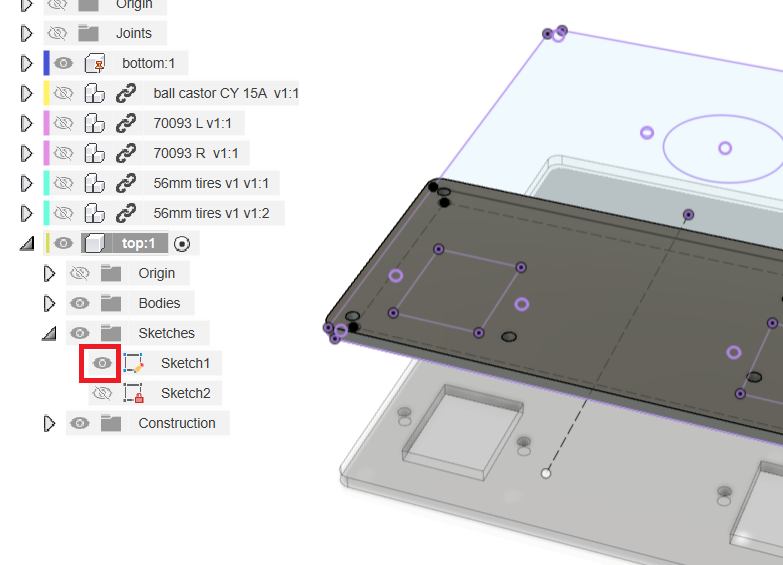 Origin
Joints
bottom:1
ball castor CY 15A v1:1
70093 L v1:1
70093 R v1:1
56mm tires v1 v1:1
56mm tires v1 v1:2
top:1
Origin
Bodies
Sketches
Sketch1
Sketch2
Construction